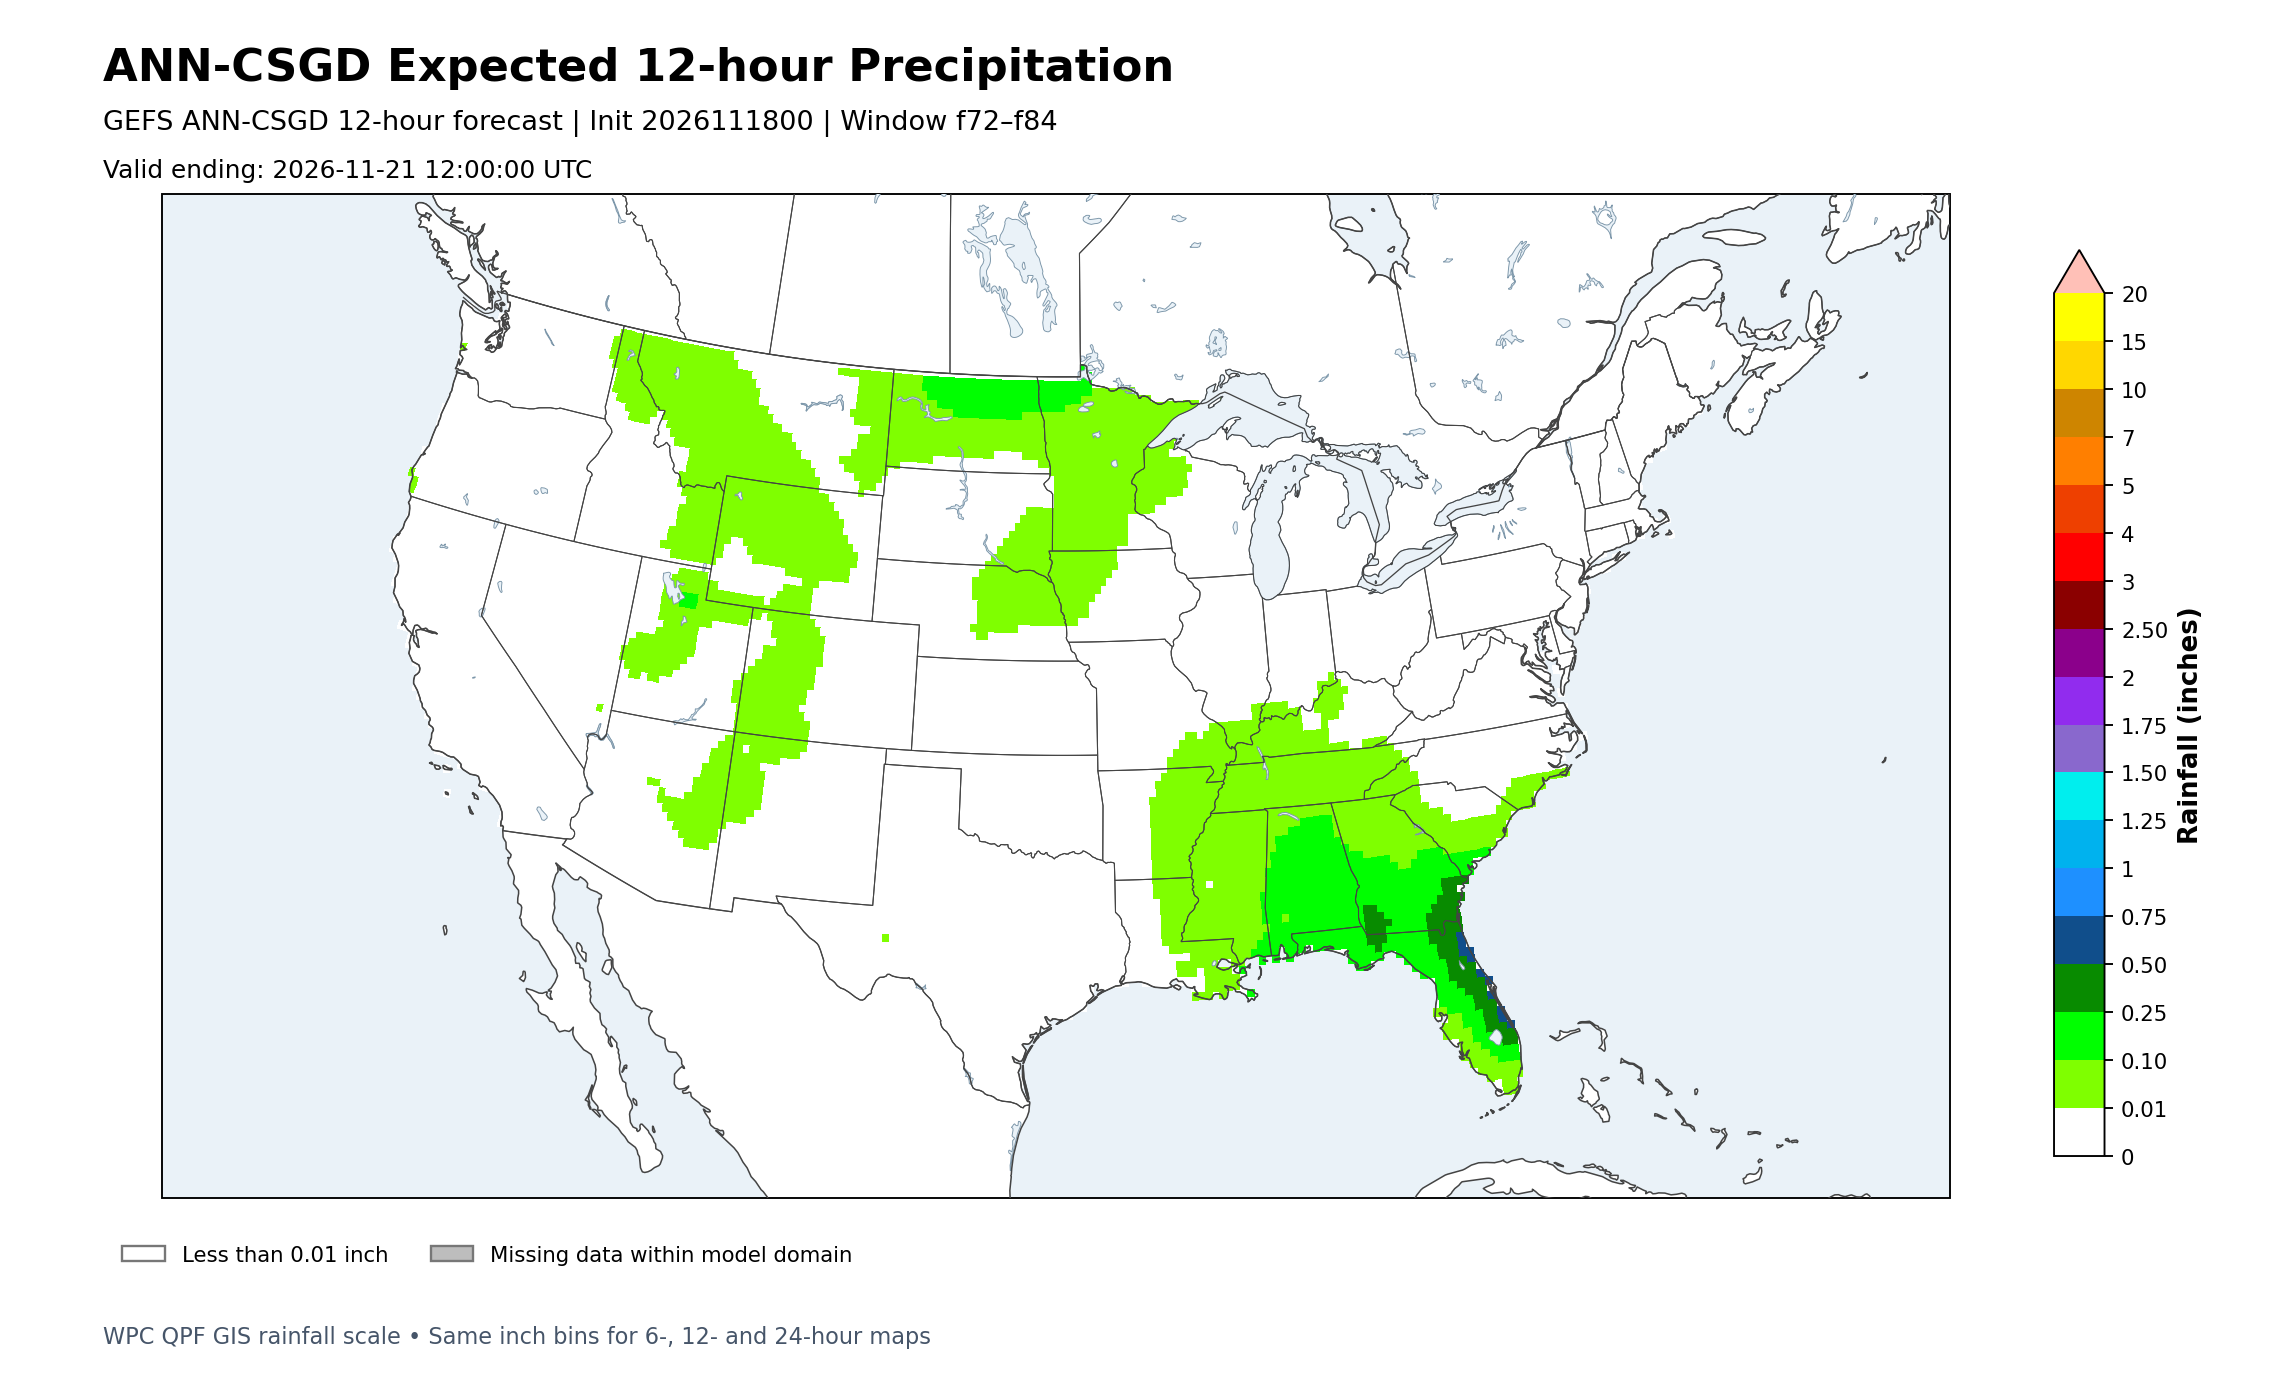 ANN-CSGD Expected 12-hour Precipitation
GEFS ANN-CSGD 12-hour forecast | Init 2026111800 | Window f72–f84
Valid ending: 2026-11-21 12:00:00 UTC
20
15
10
7
5
4
3
2.50
2
1.75
1.50
1.25
1
0.75
0.50
0.25
0.10
0.01
0
Rainfall (inches)
Less than 0.01 inch
Missing data within model domain
WPC QPF GIS rainfall scale • Same inch bins for 6-, 12- and 24-hour maps